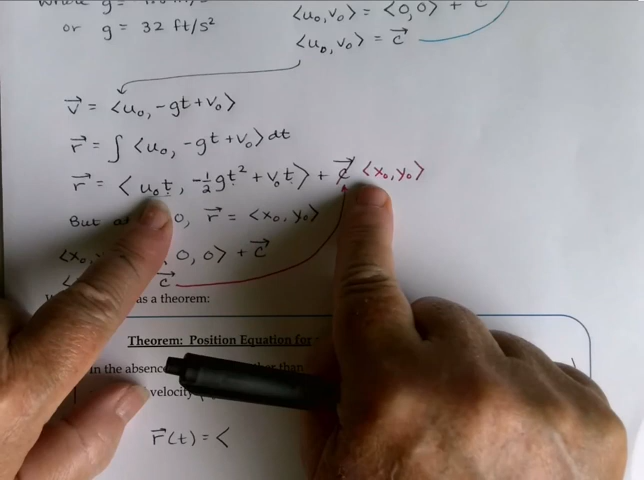 <u₀, v₀> = <0, 0> +
or g = 32 ft/s²
<u₀, v₀> = c⃗
v⃗ = <u₀, -gt + v₀>
r⃗ = ∫ <u₀, -gt + v₀> dt
r⃗ = <u₀t, -½gt² + v₀t> + c⃗ <x₀, y₀>
But 0, r⃗ = <x₀, y₀>
<x₀, 0, 0> + c⃗
c⃗
as a theorem:
Theorem: Position Equation for
in the absence than
velocity
r⃗(t) = <